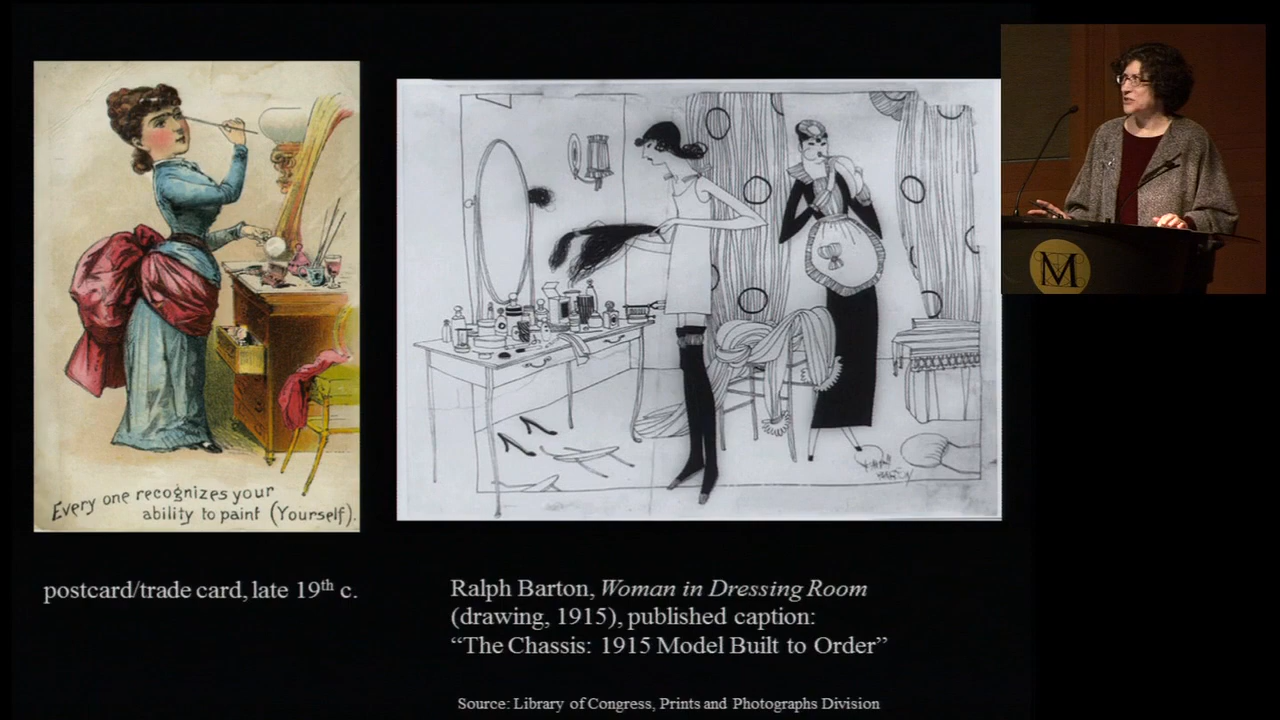 Every one recognizes your
ability to paint (Yourself).
postcard/trade card, late 19th c.
Ralph Barton, Woman in Dressing Room
(drawing, 1915), published caption:
“The Chassis: 1915 Model Built to Order”
Source: Library of Congress, Prints and Photographs Division
M